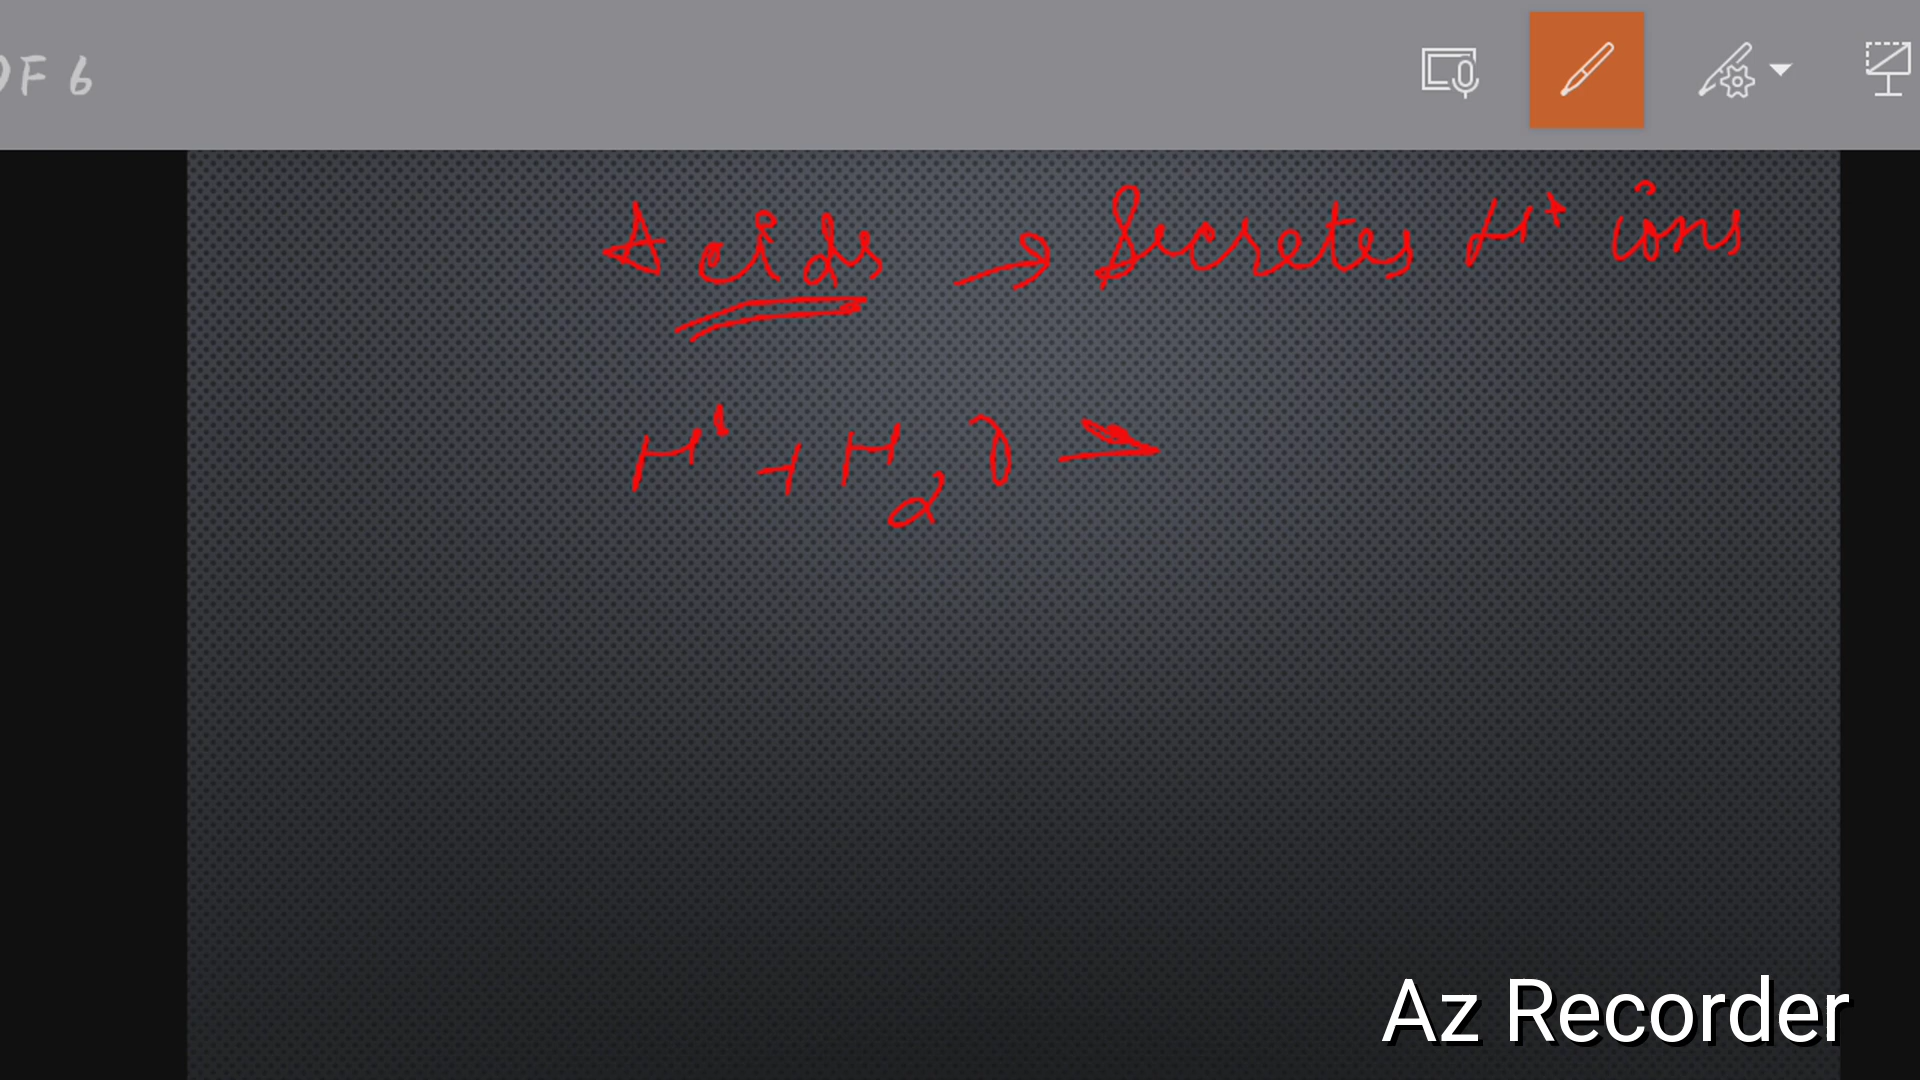 OF 6
Acids → Secretes H⁺ ions
H⁺ + H₂O →
Az Recorder